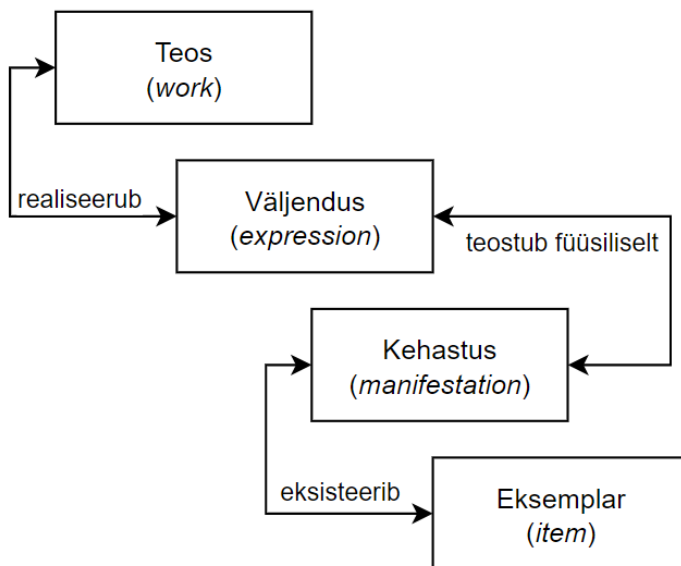 Teos
(work)
realiseerub
Väljendus
(expression)
teostub füüsiliselt
Kehastus
(manifestation)
eksisteerib
Eksemplar
(item)